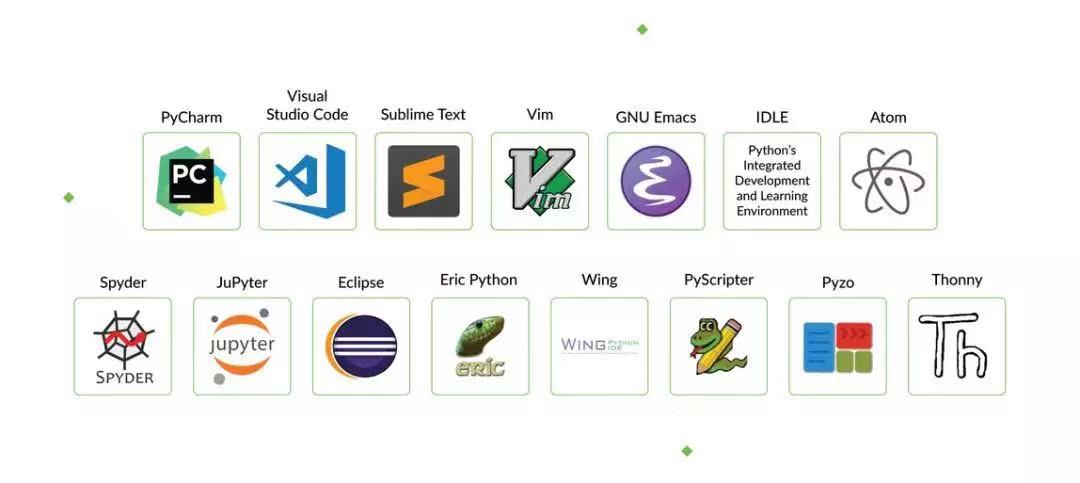 PyCharm
Visual
Studio Code
Sublime Text
Vim
GNU Emacs
IDLE
Atom
PC
Vim
Python's
Integrated
Development
and Learning
Environment
Spyder
JuPyter
Eclipse
Eric Python
Wing
PyScripter
Pyzo
Thonny
SPYDER
jupyter
eric
WING PYTHON
IDE
Th